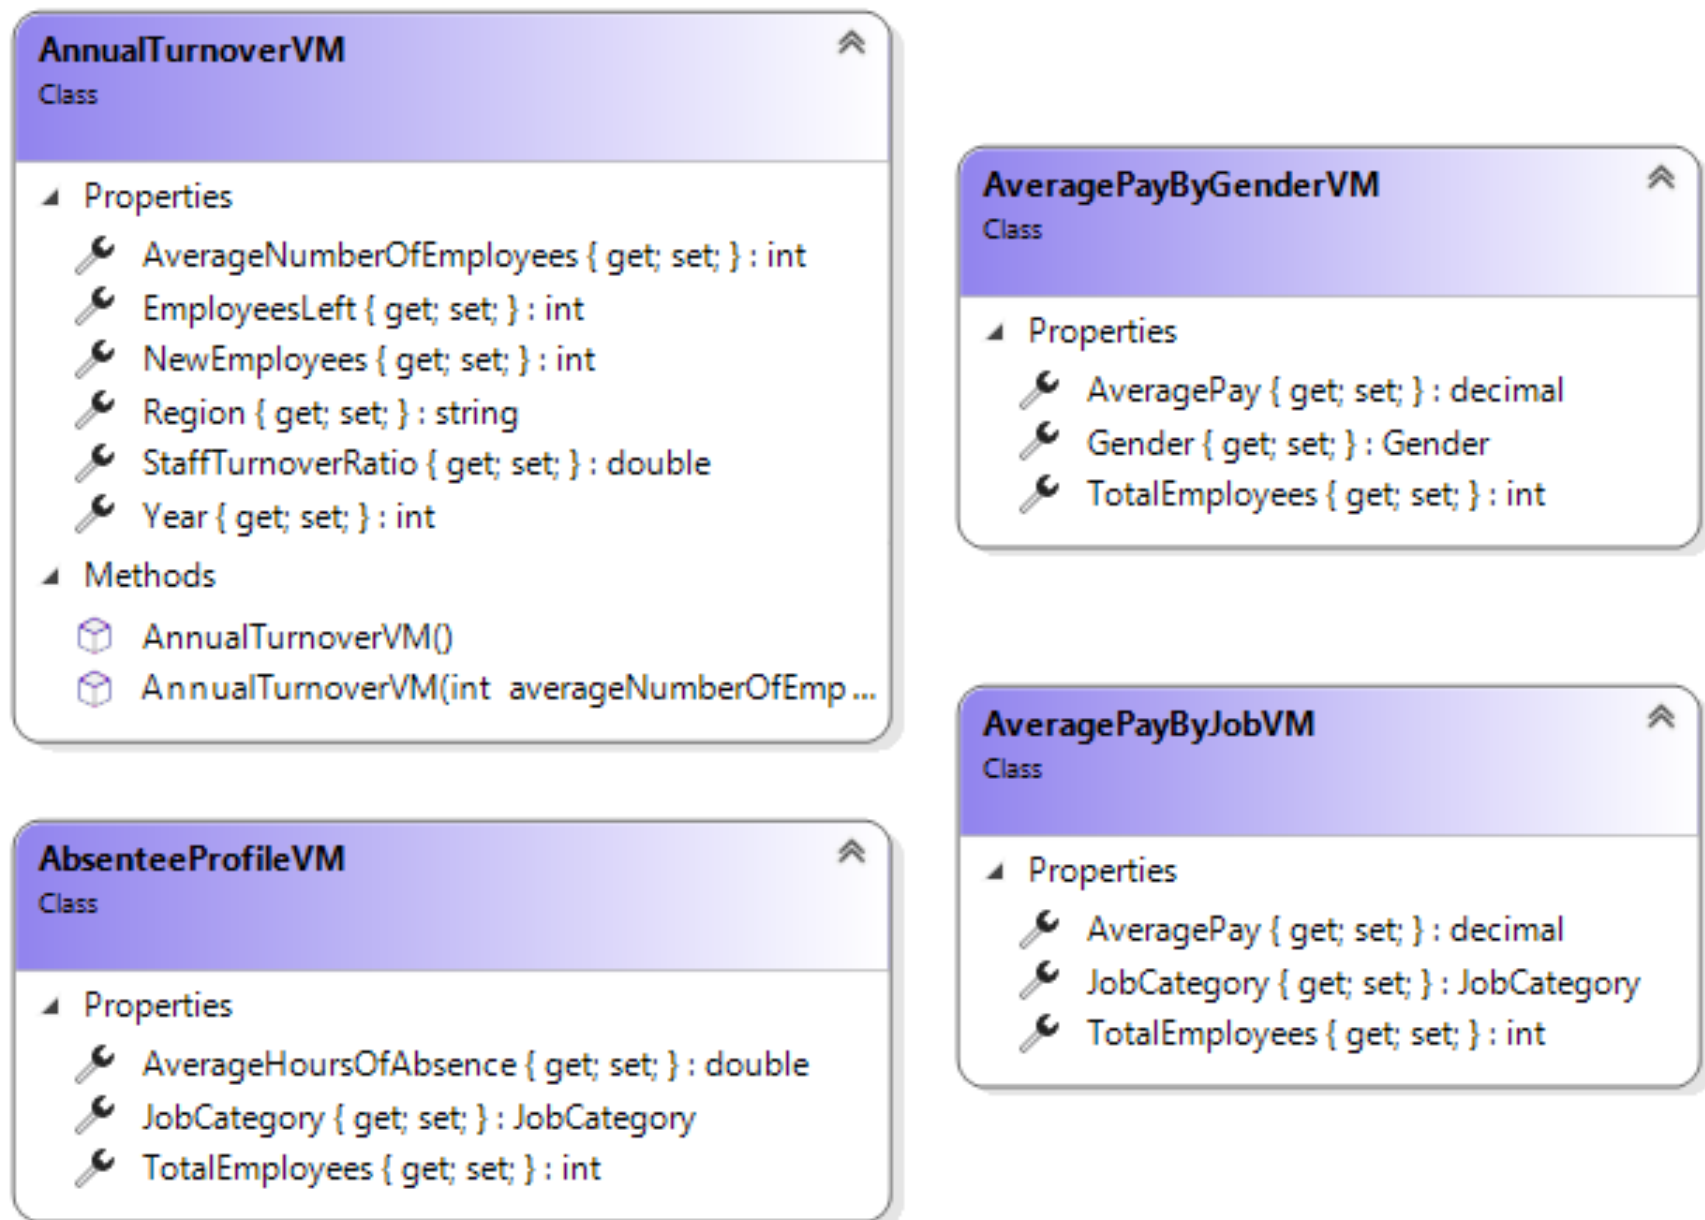 AnnualTurnoverVM
Class
Properties
AverageNumberOfEmployees { get; set; } : int
EmployeesLeft { get; set; } : int
NewEmployees { get; set; } : int
Region { get; set; } : string
StaffTurnoverRatio { get; set; } : double
Year { get; set; } : int
Methods
AnnualTurnoverVM()
AnnualTurnoverVM(int averageNumberOfEmp...
AbsenteeProfileVM
Class
Properties
AverageHoursOfAbsence { get; set; } : double
JobCategory { get; set; } : JobCategory
TotalEmployees { get; set; } : int
AveragePayByGenderVM
Class
Properties
AveragePay { get; set; } : decimal
Gender { get; set; } : Gender
TotalEmployees { get; set; } : int
AveragePayByJobVM
Class
Properties
AveragePay { get; set; } : decimal
JobCategory { get; set; } : JobCategory
TotalEmployees { get; set; } : int